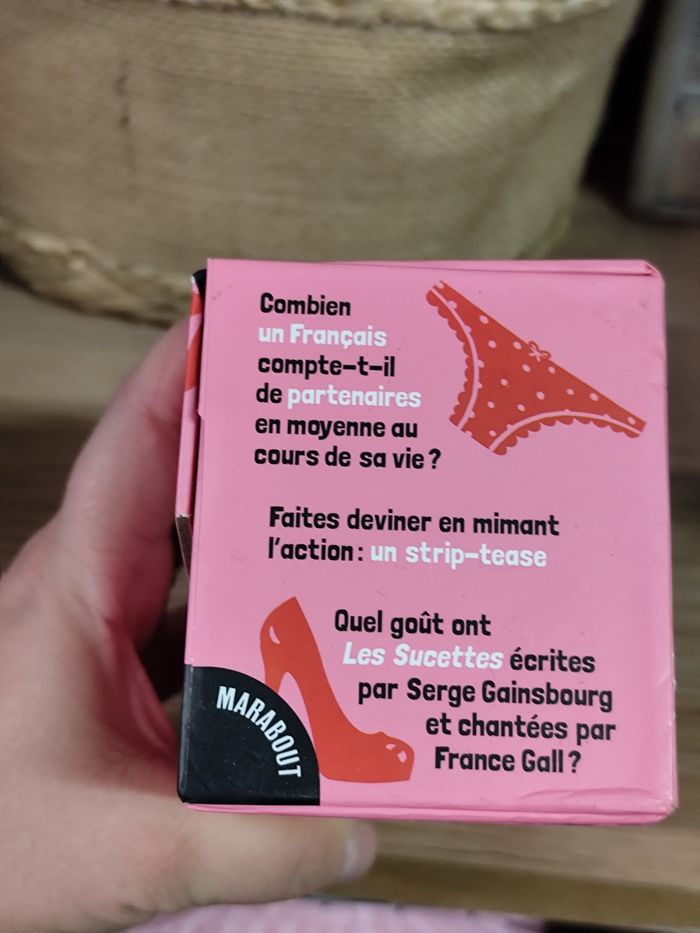 Combien
un Français
compte-t-il
de partenaires
en moyenne au
cours de sa vie ?
Faites deviner en mimant
l'action : un strip-tease
Quel goût ont
Les Sucettes écrites
par Serge Gainsbourg
et chantées par
France Gall ?
MARABOUT